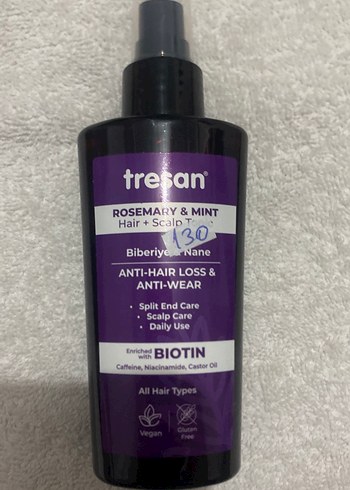 tresan®
ROSEMARY & MINT
Hair + Scalp
130
Biberiye & Nane
ANTI-HAIR LOSS &
ANTI-WEAR
• Split End Care
• Scalp Care
• Daily Use
Enriched
with BIOTIN
Caffeine, Niacinamide, Castor Oil
All Hair Types
Vegan
Gluten
Free